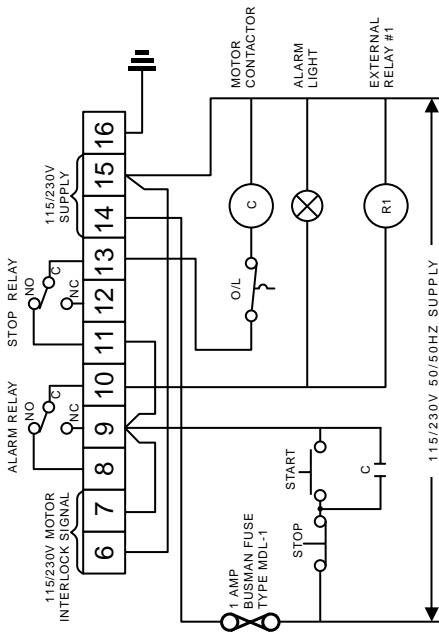 ALARM RELAY
STOP RELAY
NO
C
NC
NO
C
NC
115/230V MOTOR
INTERLOCK SIGNAL
115/230V
SUPPLY
6 7 8 9 10 11 12 13 14 15 16
1 AMP
BUSMAN FUSE
TYPE MDL-1
STOP
START
C
O/L
C
MOTOR
CONTACTOR
ALARM
LIGHT
R1
EXTERNAL
RELAY #1
115/230V 50/50HZ SUPPLY